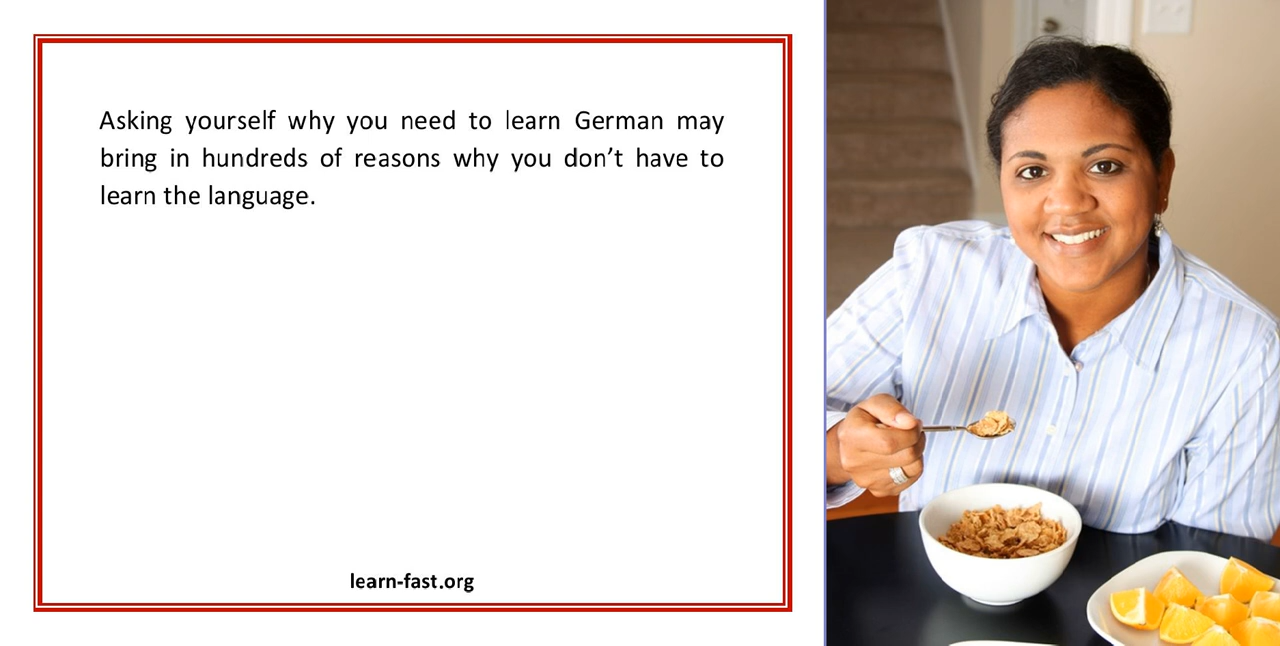 Asking yourself why you need to learn German may
bring in hundreds of reasons why you don’t have to
learn the language.
learn-fast.org